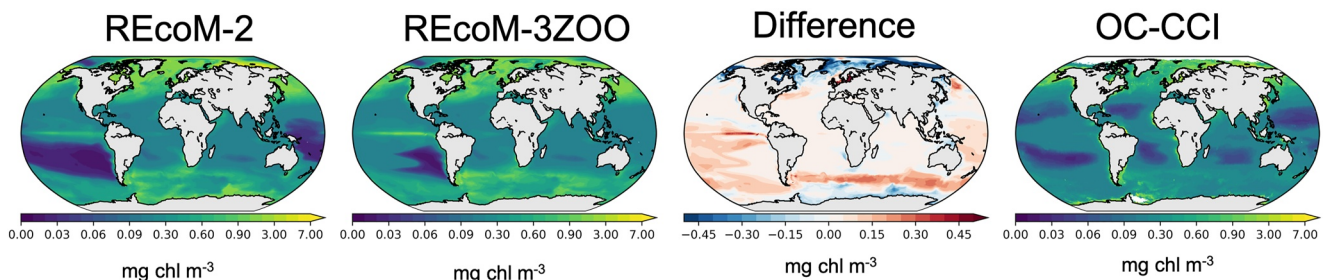 REcoM-2 REcoM-3ZOO Difference OC-CCI
0.00 0.03 0.06 0.09 0.30 0.60 0.90 3.00 7.00
0.00 0.03 0.06 0.09 0.30 0.60 0.90 3.00 7.00
−0.45 −0.30 −0.15 0.00 0.15 0.30 0.45
0.00 0.03 0.06 0.09 0.30 0.60 0.90 3.00 7.00
mg chl m⁻³ mg chl m⁻³ mg chl m⁻³ mg chl m⁻³